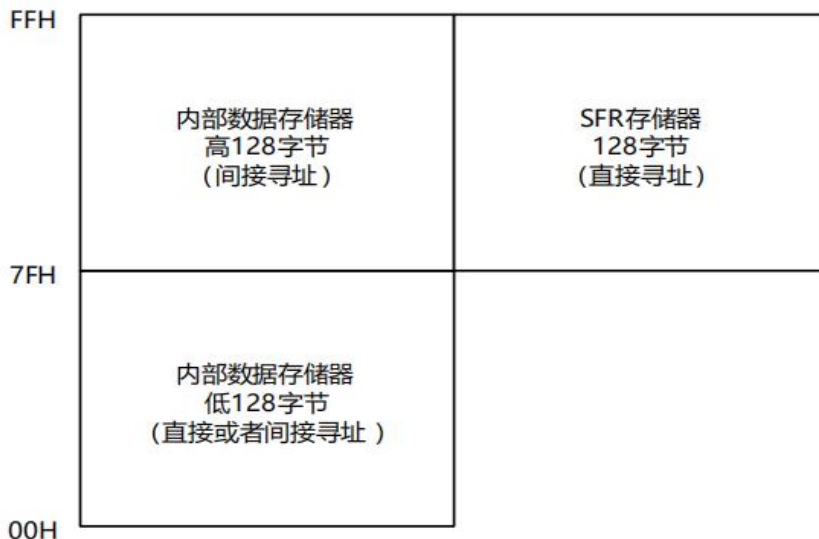 FFH
内部数据存储器
高128字节
（间接寻址）
SFR存储器
128字节
（直接寻址）
7FH
内部数据存储器
低128字节
（直接或者间接寻址 ）
00H